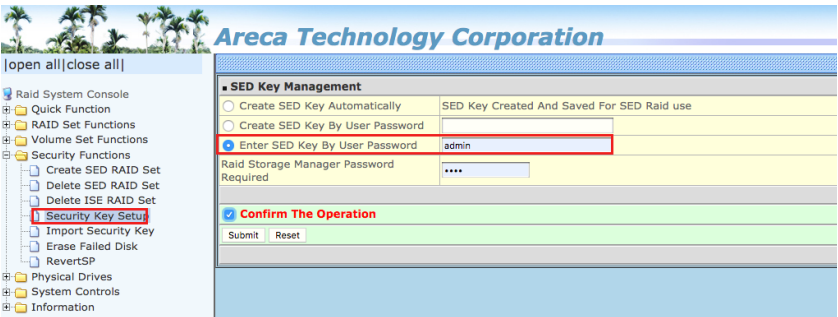 Areca Technology Corporation
|open all|close all|
Raid System Console
Quick Function
RAID Set Functions
Volume Set Functions
Security Functions
Create SED RAID Set
Delete SED RAID Set
Delete ISE RAID Set
Security Key Setup
Import Security Key
Erase Failed Disk
RevertSP
Physical Drives
System Controls
Information
SED Key Management
Create SED Key Automatically SED Key Created And Saved For SED Raid use
Create SED Key By User Password
Enter SED Key By User Password admin
Raid Storage Manager Password
Required ••••
Confirm The Operation
Submit Reset